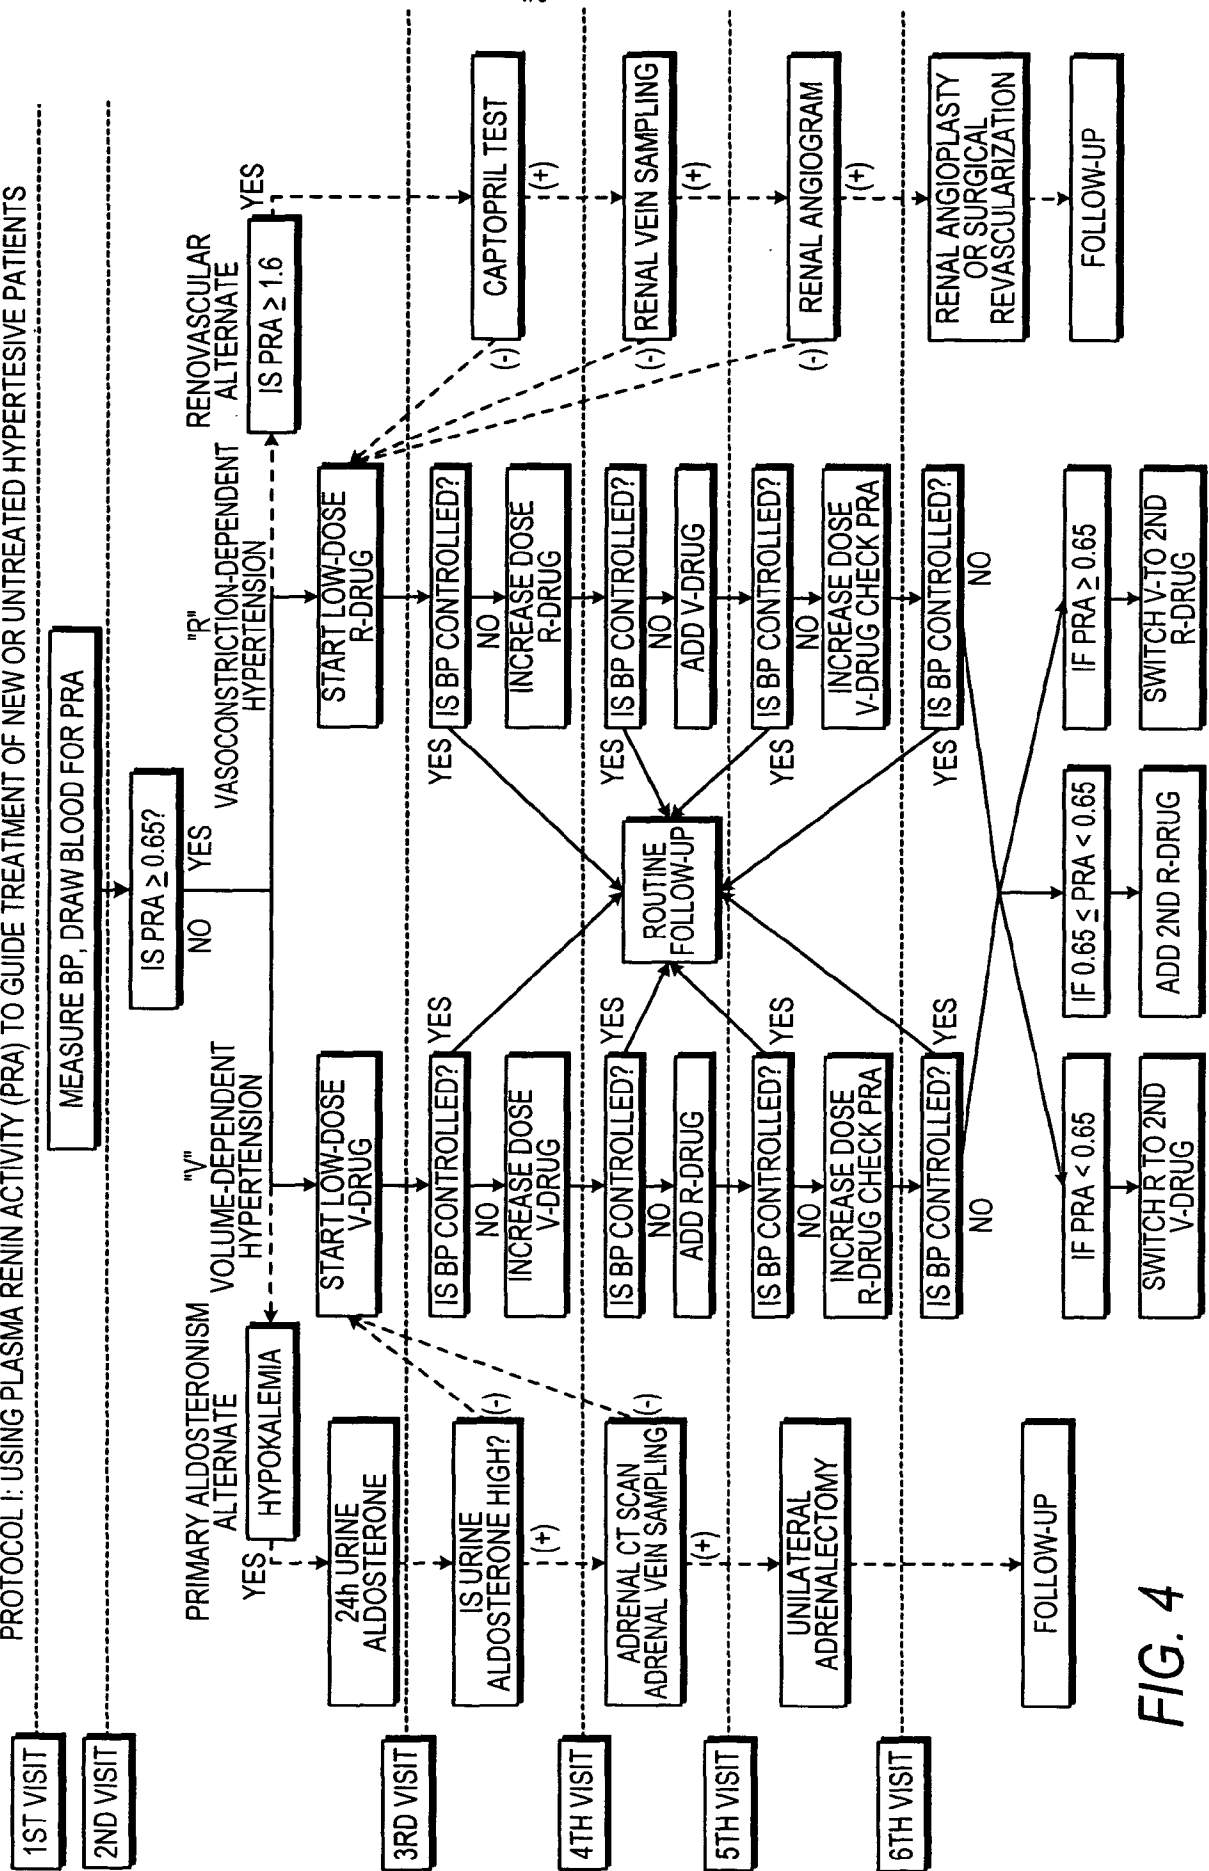 PROTOCOL I: USING PLASMA RENIN ACTIVITY (PRA) TO GUIDE TREATMENT OF NEW OR UNTREATED HYPERTESIVE PATIENTS
1ST VISIT
MEASURE BP, DRAW BLOOD FOR PRA
2ND VISIT
IS PRA ≥ 0.65?
NO
YES
PRIMARY ALDOSTERONISM
ALTERNATE
"V"
VOLUME-DEPENDENT
HYPERTENSION
"R"
VASOCONSTRICTION-DEPENDENT
HYPERTENSION
RENOVASCULAR
ALTERNATE
YES
HYPOKALEMIA
IS PRA ≥ 1.6
YES
24h URINE
ALDOSTERONE
START LOW-DOSE
V-DRUG
START LOW-DOSE
R-DRUG
3RD VISIT
IS URINE
ALDOSTERONE HIGH?
(-)
(+)
IS BP CONTROLLED?
YES
NO
INCREASE DOSE
V-DRUG
IS BP CONTROLLED?
YES
NO
INCREASE DOSE
R-DRUG
CAPTOPRIL TEST
(-)
(+)
4TH VISIT
ADRENAL CT SCAN
ADRENAL VEIN SAMPLING
(-)
(+)
IS BP CONTROLLED?
YES
NO
ADD R-DRUG
ROUTINE
FOLLOW-UP
IS BP CONTROLLED?
YES
NO
ADD V-DRUG
RENAL VEIN SAMPLING
(-)
(+)
5TH VISIT
UNILATERAL
ADRENALECTOMY
IS BP CONTROLLED?
YES
NO
INCREASE DOSE
R-DRUG CHECK PRA
IS BP CONTROLLED?
YES
NO
INCREASE DOSE
V-DRUG CHECK PRA
RENAL ANGIOGRAM
(-)
(+)
6TH VISIT
IS BP CONTROLLED?
YES
NO
IS BP CONTROLLED?
YES
NO
RENAL ANGIOPLASTY
OR SURGICAL
REVASCULARIZATION
FOLLOW-UP
IF PRA < 0.65
IF 0.65 ≤ PRA < 0.65
IF PRA ≥ 0.65
FOLLOW-UP
SWITCH R TO 2ND
V-DRUG
ADD 2ND R-DRUG
SWITCH V-TO 2ND
R-DRUG
FIG. 4